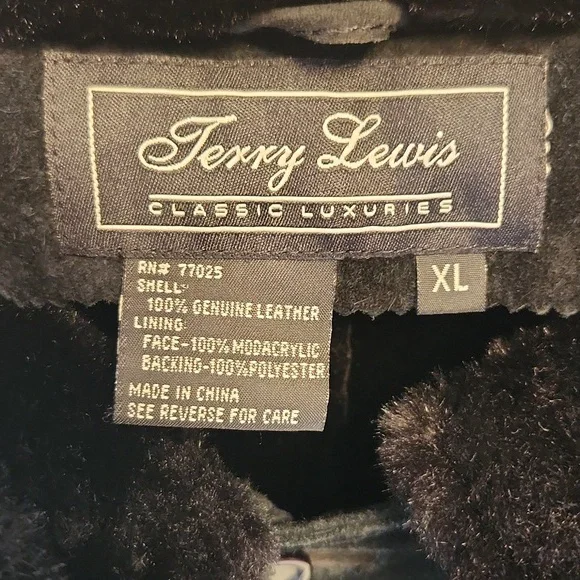 Terry Lewis
CLASSIC LUXURIES
XL
RN# 77025
SHELL:
100% GENUINE LEATHER
LINING:
FACE-100% MODACRYLIC
BACKING-100% POLYESTER
MADE IN CHINA
SEE REVERSE FOR CARE